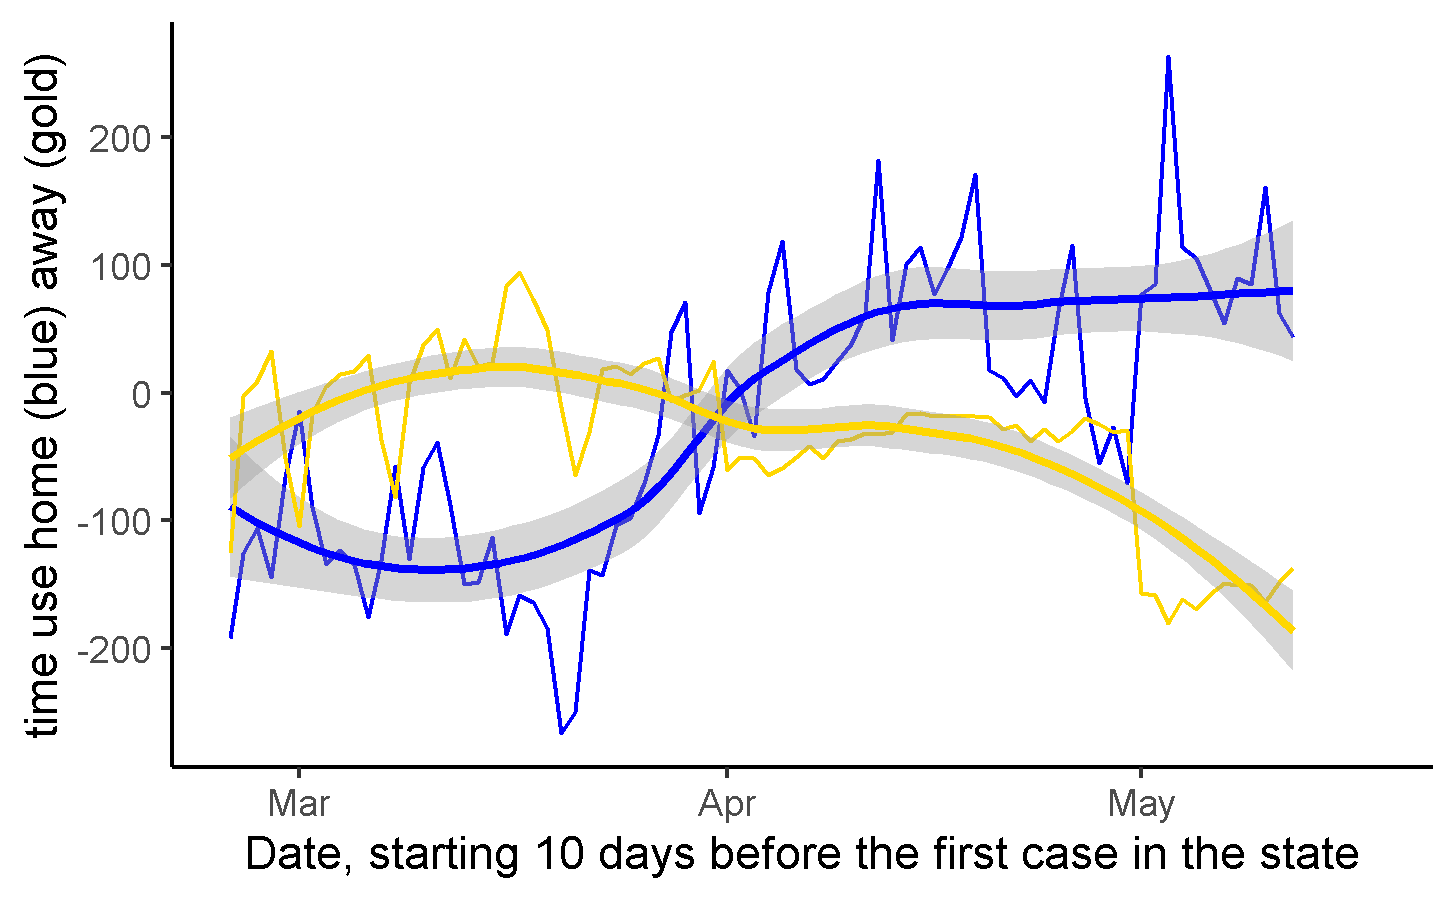 time use home (blue) away (gold)
200
100
0
-100
-200
Mar Apr May
Date, starting 10 days before the first case in the state